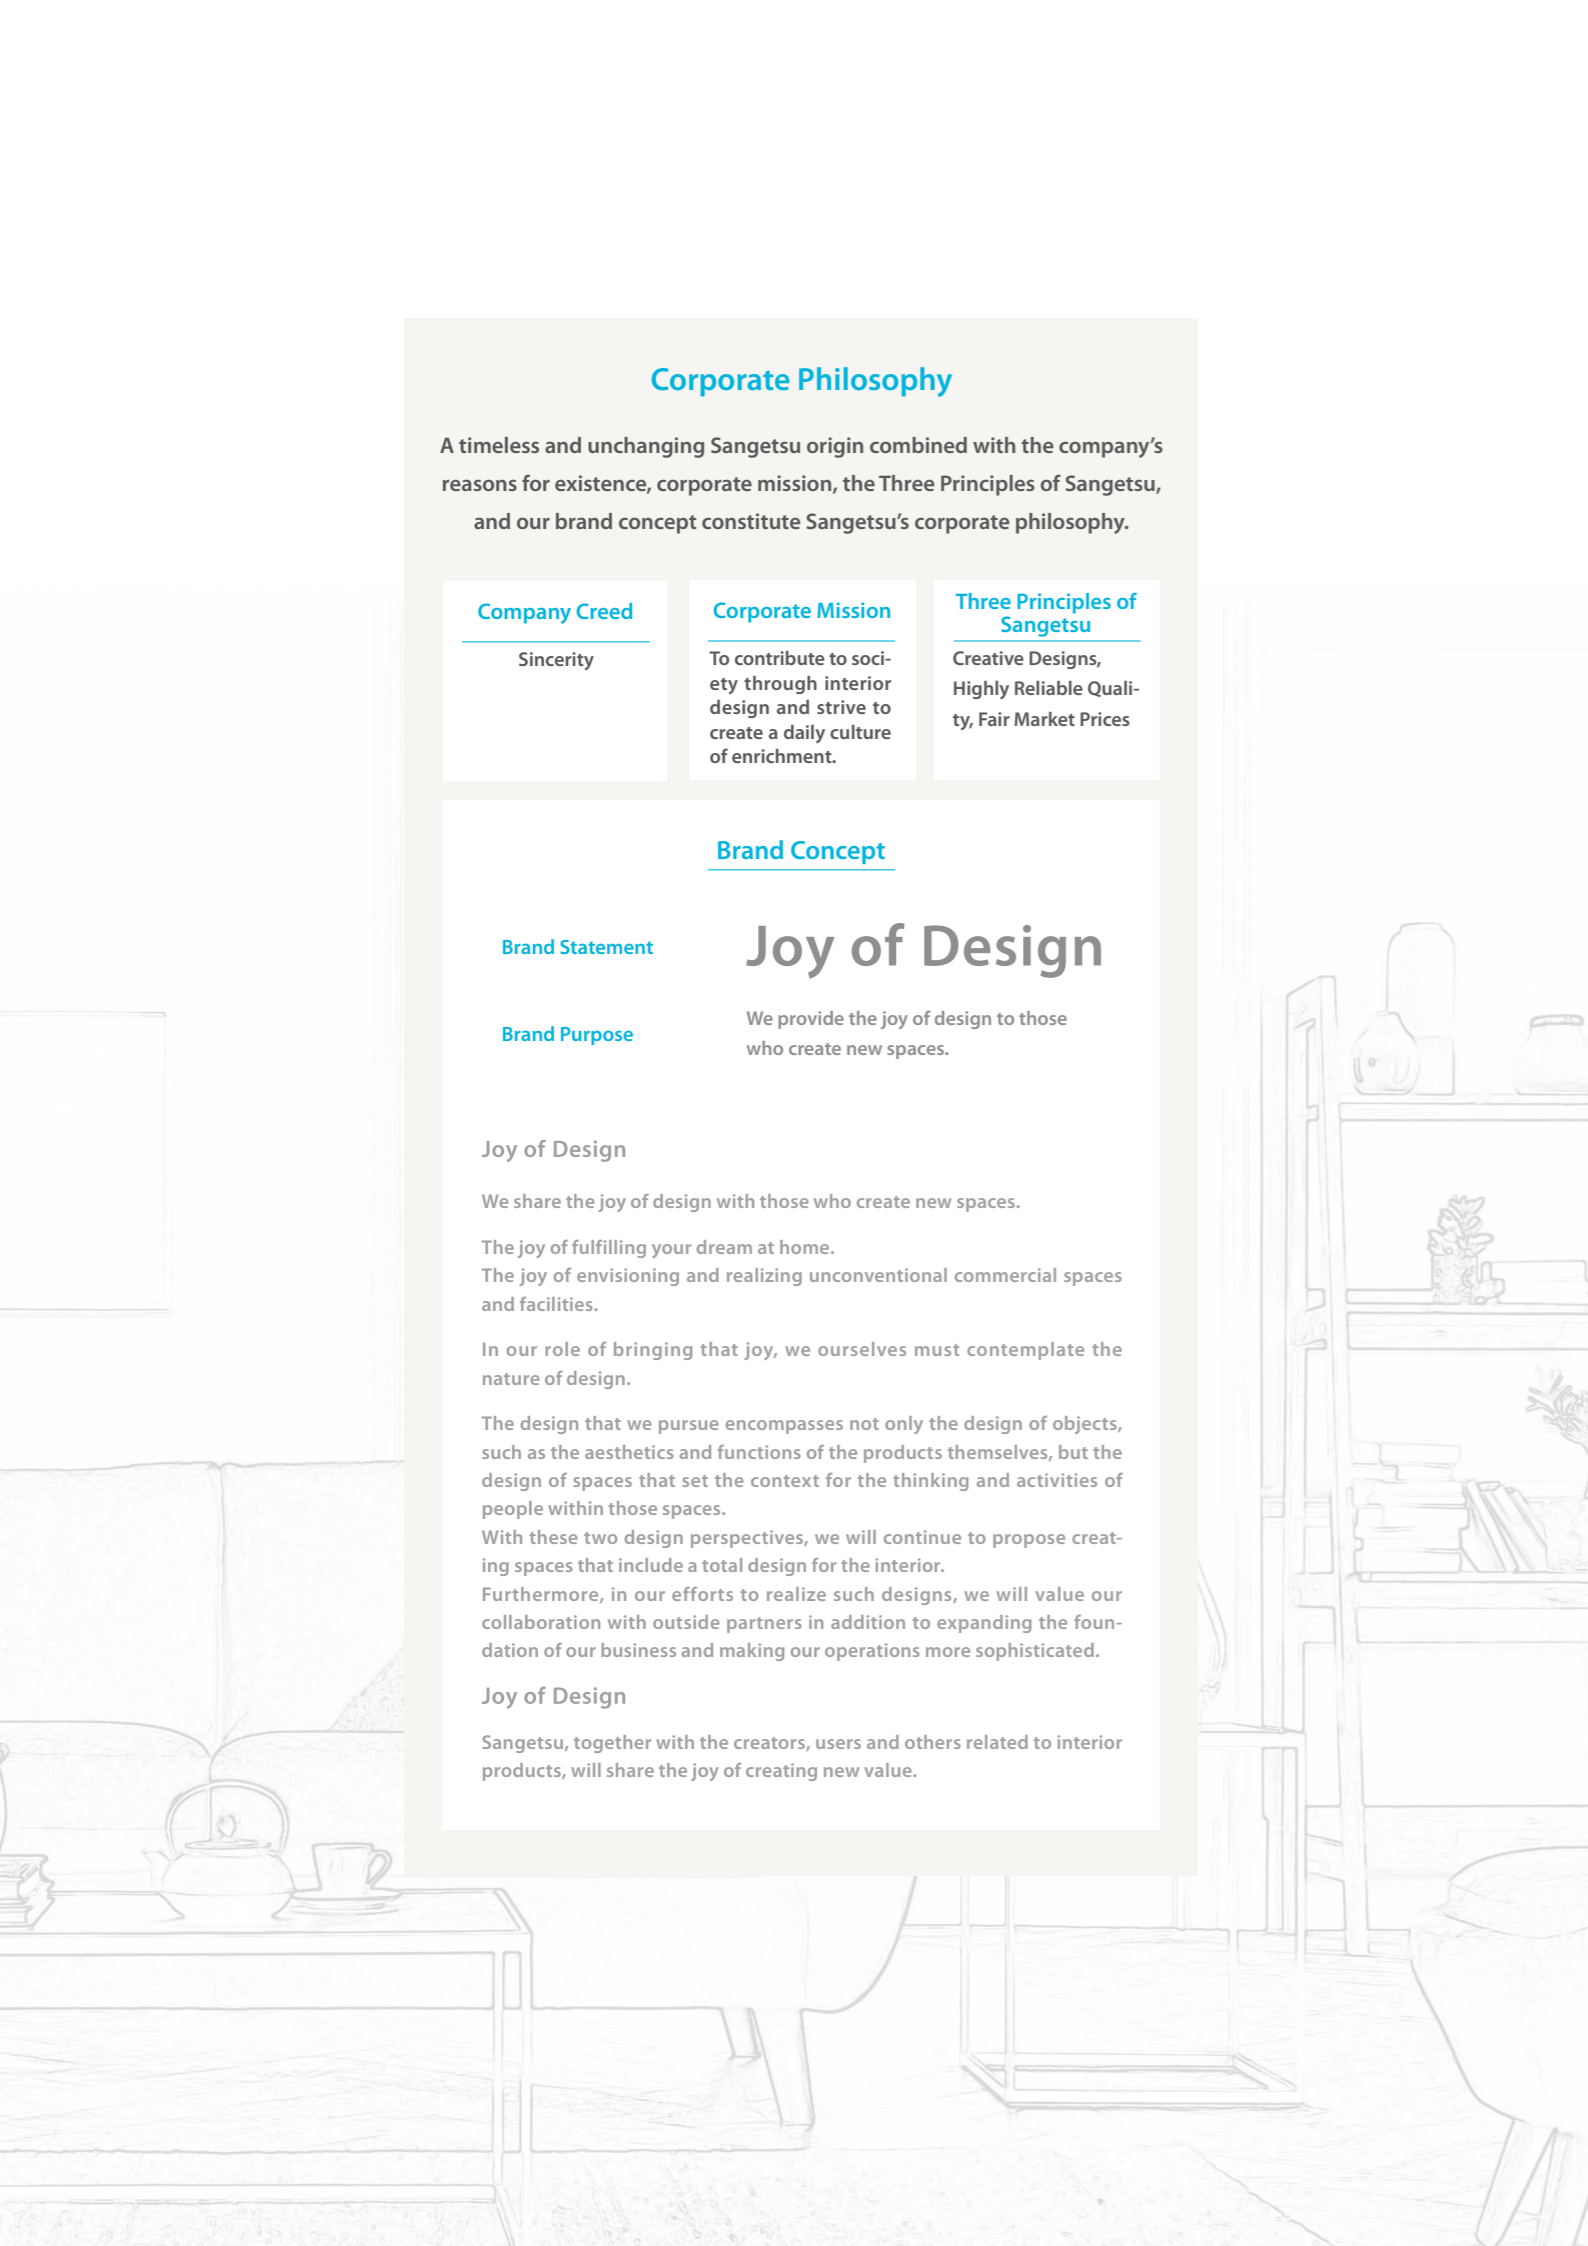 Corporate Philosophy
A timeless and unchanging Sangetsu origin combined with the company’s
reasons for existence, corporate mission, the Three Principles of Sangetsu,
and our brand concept constitute Sangetsu’s corporate philosophy.
Company Creed
Sincerity
Corporate Mission
To contribute to soci-
ety through interior
design and strive to
create a daily culture
of enrichment.
Three Principles of
Sangetsu
Creative Designs,
Highly Reliable Quali-
ty, Fair Market Prices
Brand Concept
Brand Statement
Joy of Design
Brand Purpose
We provide the joy of design to those
who create new spaces.
Joy of Design
We share the joy of design with those who create new spaces.
The joy of fulfilling your dream at home.
The joy of envisioning and realizing unconventional commercial spaces
and facilities.
In our role of bringing that joy, we ourselves must contemplate the
nature of design.
The design that we pursue encompasses not only the design of objects,
such as the aesthetics and functions of the products themselves, but the
design of spaces that set the context for the thinking and activities of
people within those spaces.
With these two design perspectives, we will continue to propose creat-
ing spaces that include a total design for the interior.
Furthermore, in our efforts to realize such designs, we will value our
collaboration with outside partners in addition to expanding the foun-
dation of our business and making our operations more sophisticated.
Joy of Design
Sangetsu, together with the creators, users and others related to interior
products, will share the joy of creating new value.